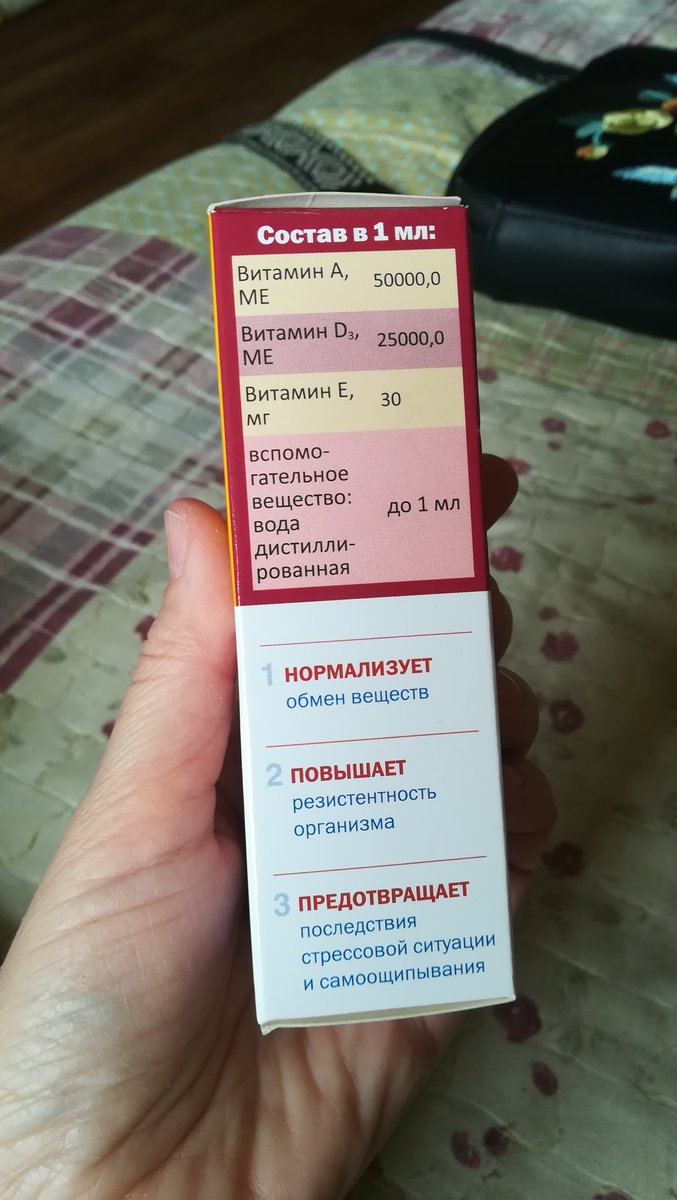 Состав в 1 мл:
Витамин А,
МЕ
50000,0
Витамин D₃,
МЕ
25000,0
Витамин Е,
мг
30
вспомо-
гательное
вещество:
вода
дистилли-
рованная
до 1 мл
1 НОРМАЛИЗУЕТ
обмен веществ
2 ПОВЫШАЕТ
резистентность
организма
3 ПРЕДОТВРАЩАЕТ
последствия
стрессовой ситуации
и самоощипывания